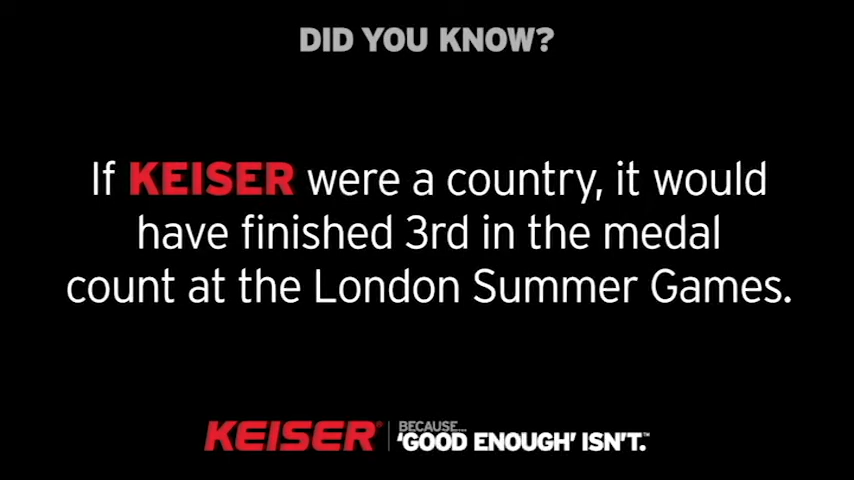 DID YOU KNOW?
If KEISER were a country, it would
have finished 3rd in the medal
count at the London Summer Games.
KEISER® BECAUSE...
'GOOD ENOUGH' ISN'T.™